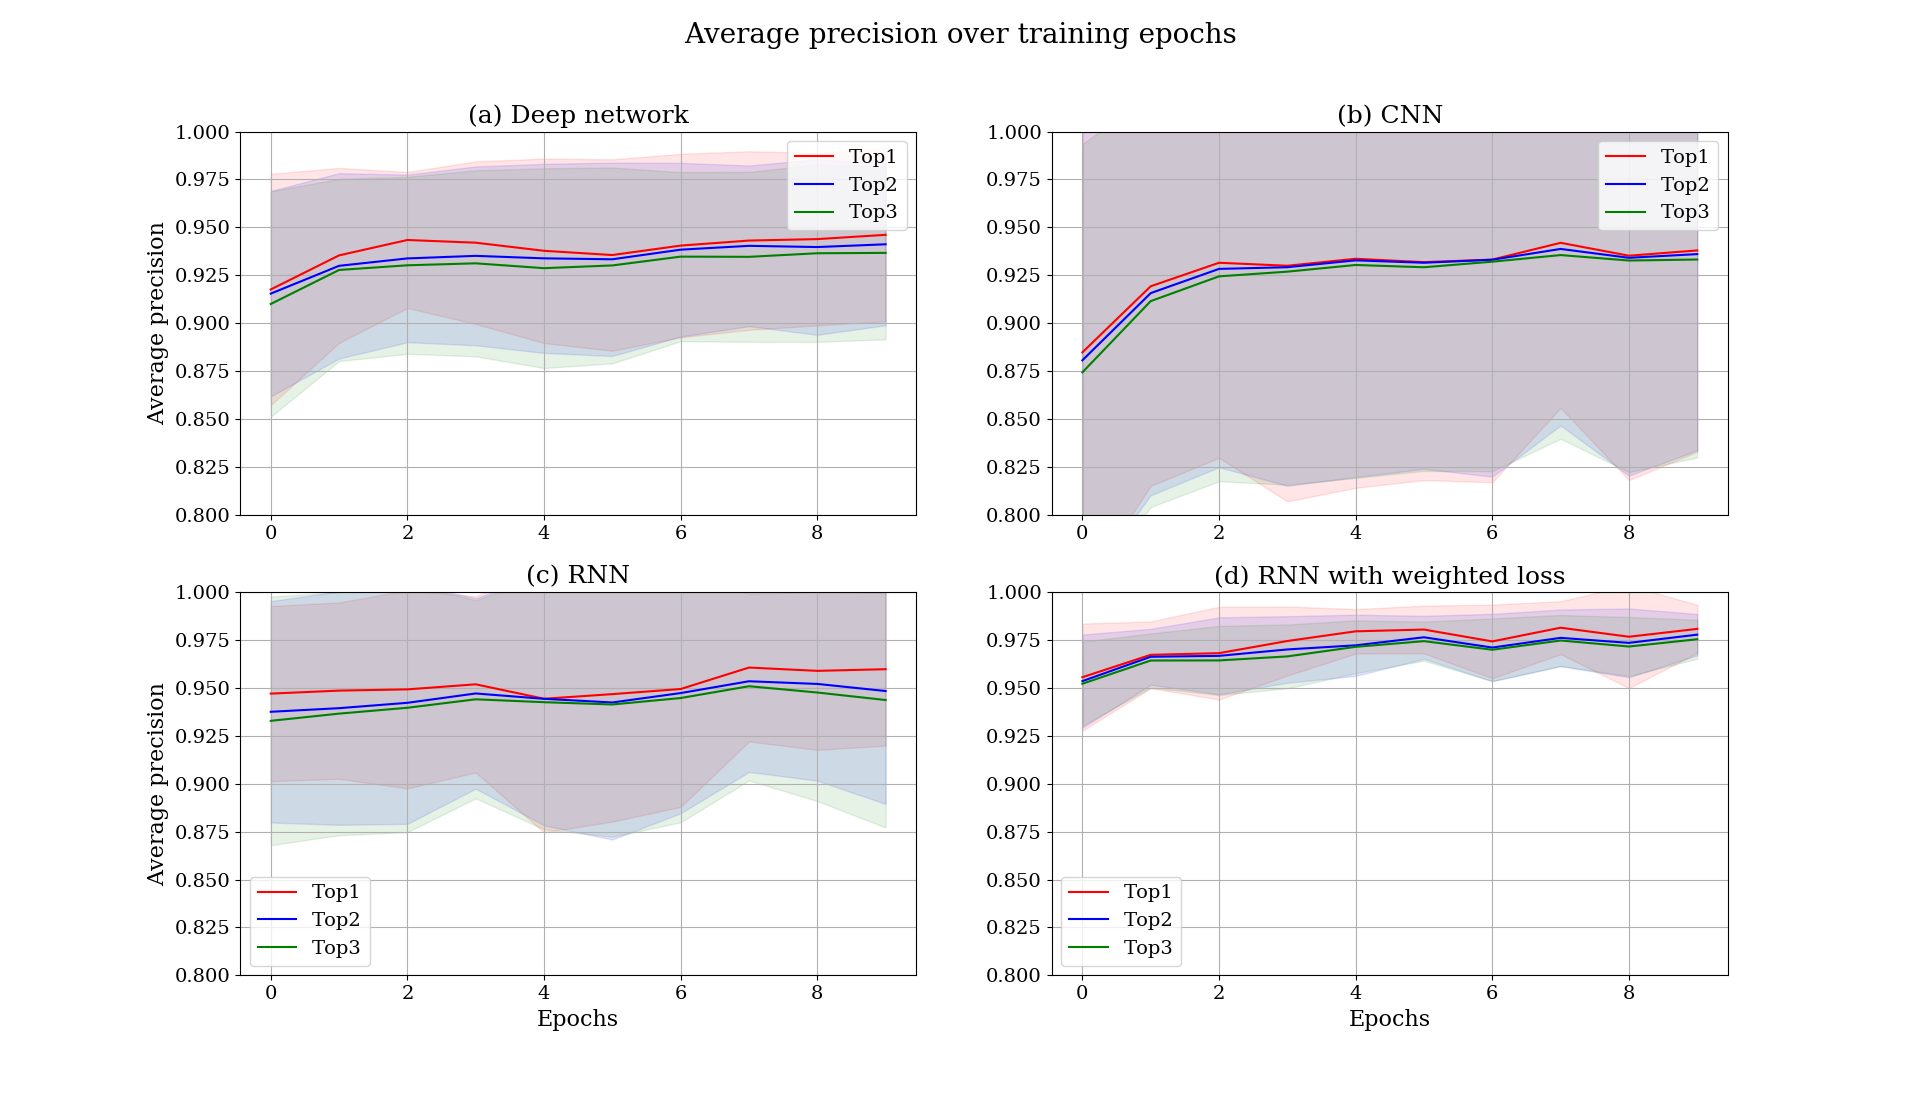 Average precision over training epochs
(a) Deep network
1.000
0.975
0.950
0.925
0.900
0.875
0.850
0.825
0.800
Average precision
0 2 4 6 8
Top1
Top2
Top3
(b) CNN
1.000
0.975
0.950
0.925
0.900
0.875
0.850
0.825
0.800
0 2 4 6 8
Top1
Top2
Top3
(c) RNN
1.000
0.975
0.950
0.925
0.900
0.875
0.850
0.825
0.800
Average precision
Top1
Top2
Top3
0 2 4 6 8
Epochs
(d) RNN with weighted loss
1.000
0.975
0.950
0.925
0.900
0.875
0.850
0.825
0.800
Top1
Top2
Top3
0 2 4 6 8
Epochs